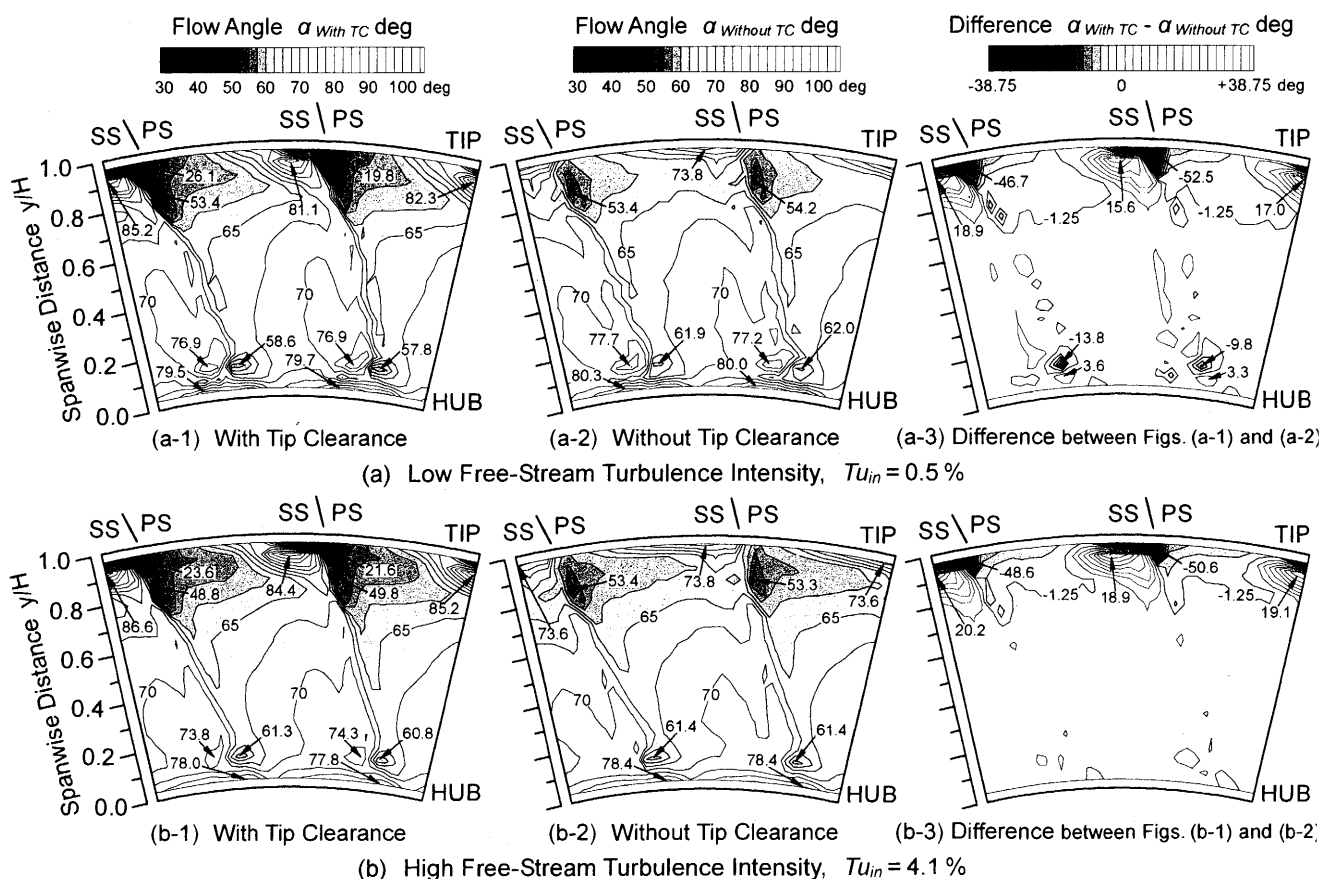 Flow Angle α With TC deg
30 40 50 60 70 80 90 100 deg
Flow Angle α Without TC deg
30 40 50 60 70 80 90 100 deg
Difference α With TC - α Without TC deg
-38.75 0 +38.75 deg
SS \ PS SS \ PS TIP
Spanwise Distance y/H
1.0
0.8
0.6
0.4
0.2
0.0
26.1 19.8
53.4
85.2 81.1 82.3
65 65
70 70
76.9 58.6 76.9 57.8
79.5 79.7
HUB
(a-1) With Tip Clearance
SS \ PS SS \ PS TIP
73.8
53.4 54.2
65 65
70 70
77.7 61.9 77.2 62.0
80.3 80.0
HUB
(a-2) Without Tip Clearance
SS \ PS SS \ PS TIP
-46.7 -52.5
18.9 -1.25 15.6 -1.25 17.0
-13.8 -9.8
3.6 3.3
HUB
(a-3) Difference between Figs. (a-1) and (a-2)
(a) Low Free-Stream Turbulence Intensity, Tu in = 0.5 %
SS \ PS SS \ PS TIP
Spanwise Distance y/H
1.0
0.8
0.6
0.4
0.2
0.0
23.6 21.6
48.8 84.4 49.8 85.2
86.6 65 65
70 70
73.8 61.3 74.3 60.8
78.0 77.8
HUB
(b-1) With Tip Clearance
SS \ PS SS \ PS TIP
53.4 73.8 53.3
73.6 73.6
65 65
70 70
61.4 61.4
78.4 78.4
HUB
(b-2) Without Tip Clearance
SS \ PS SS \ PS TIP
-48.6 -50.6
-1.25 18.9 -1.25 19.1
20.2
HUB
(b-3) Difference between Figs. (b-1) and (b-2)
(b) High Free-Stream Turbulence Intensity, Tu in = 4.1 %